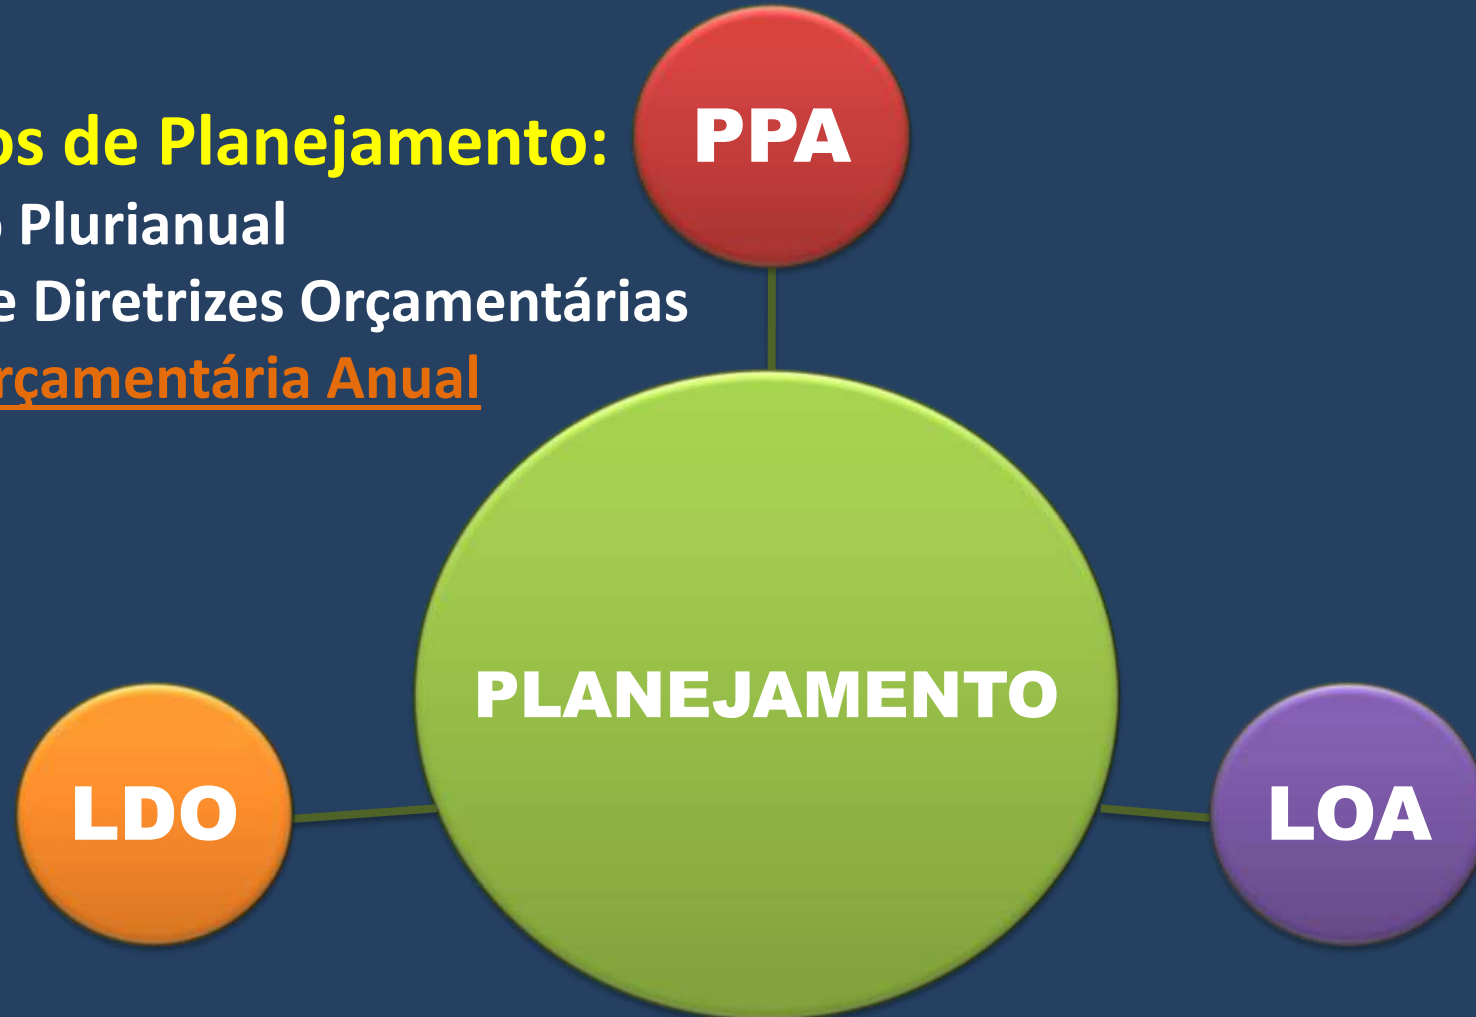 PPA
os de Planejamento:
o Plurianual
e Diretrizes Orçamentárias
rçamentária Anual
PLANEJAMENTO
LDO
LOA